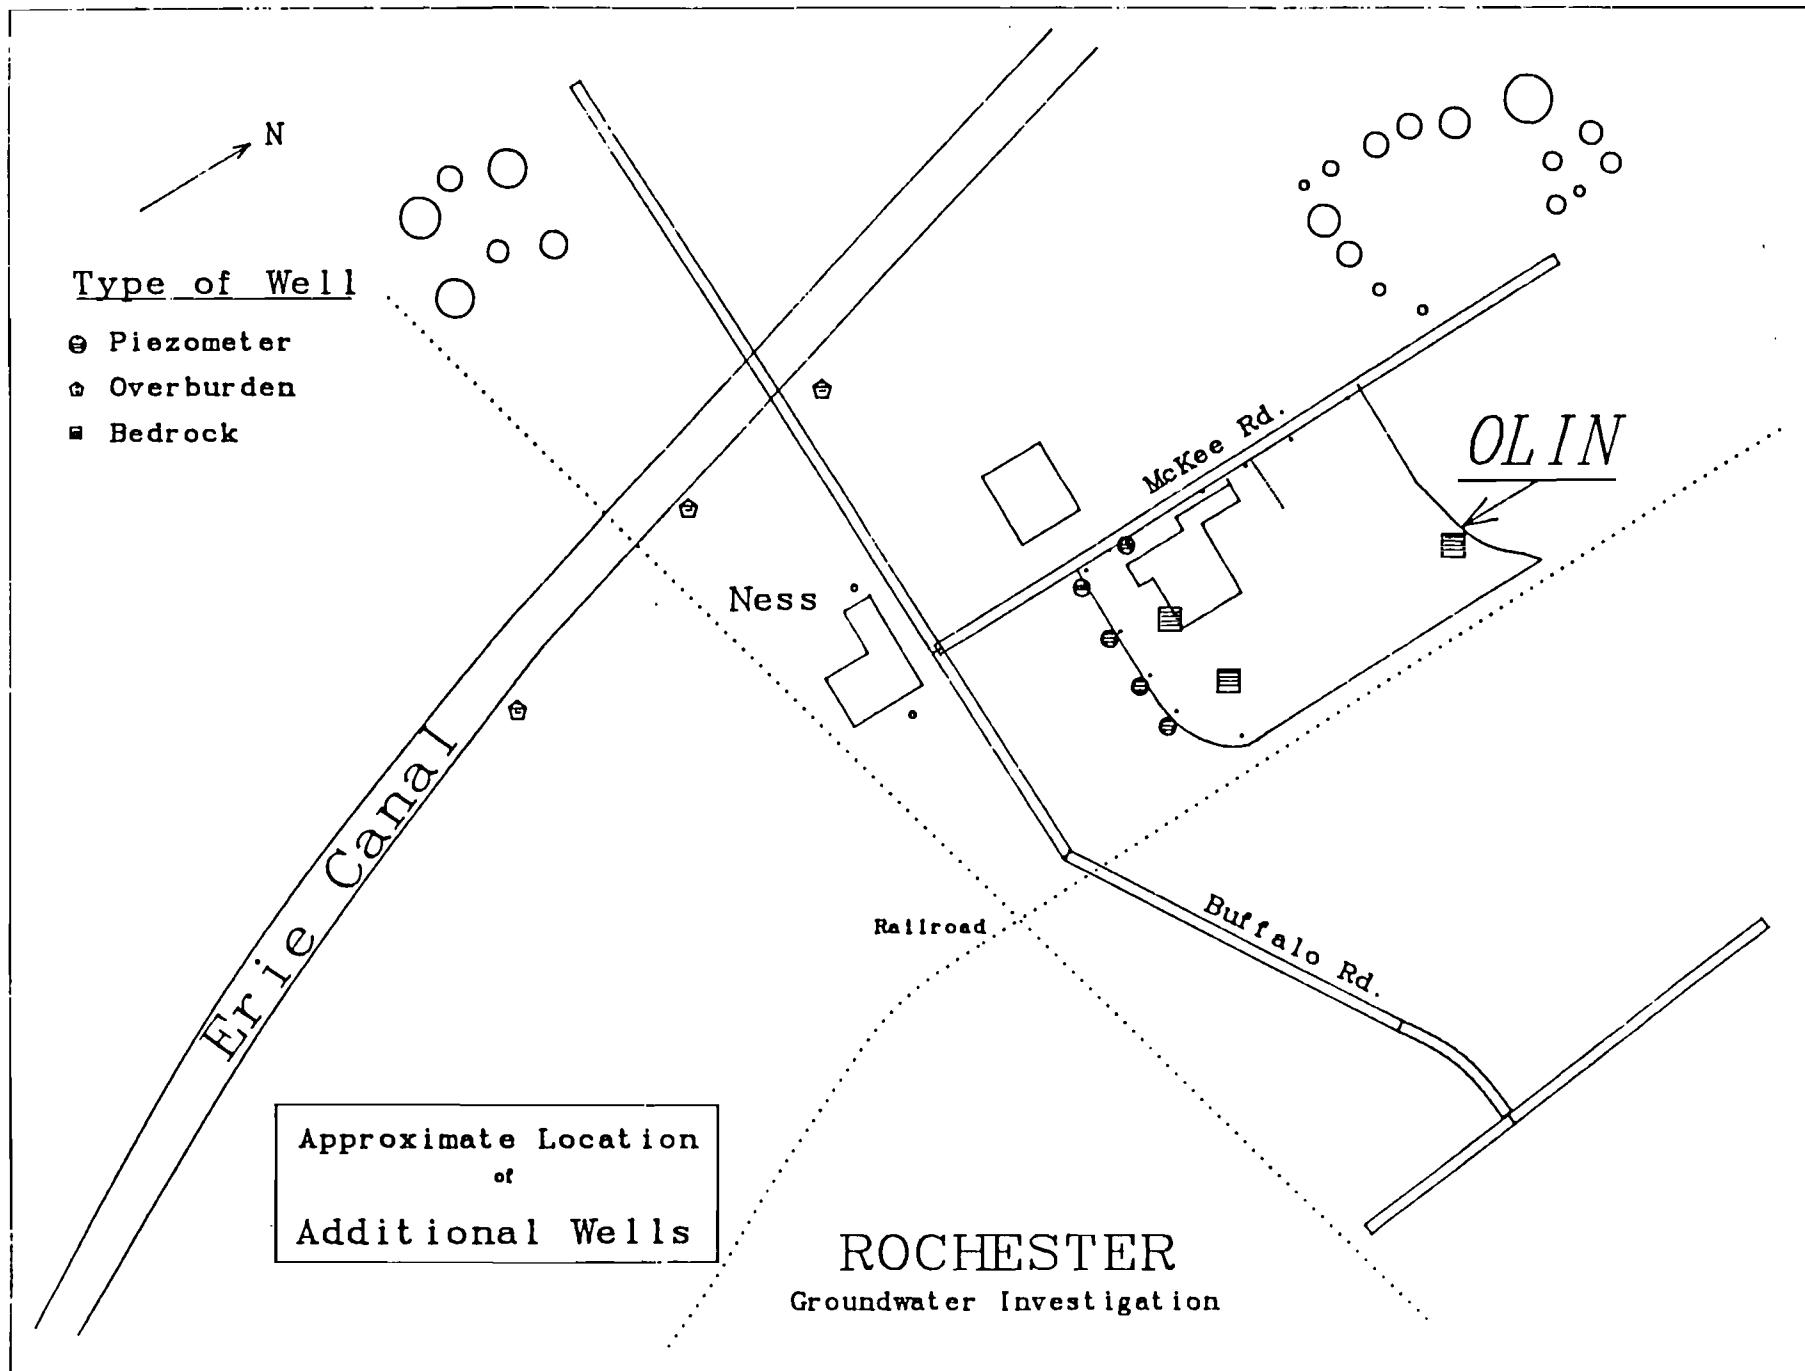 N
Type of Well
Piezometer
Overburden
Bedrock
McKee Rd.
OLIN
Ness
Erie Canal
Railroad
Buffalo Rd.
Approximate Location
of
Additional Wells
ROCHESTER
Groundwater Investigation